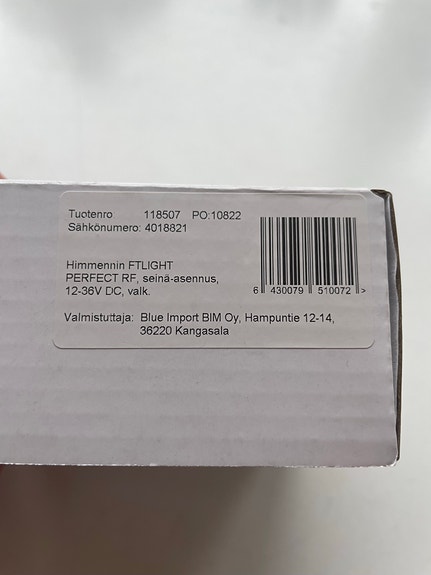 Tuotenro 118507 PO:10822
Sähkönumero: 4018821
Himmennin FTLIGHT
PERFECT RF, seinä-asennus,
12-36V DC, valk.
6 430079 510072 >
Valmistuttaja: Blue Import BIM Oy, Hampuntie 12-14,
36220 Kangasala